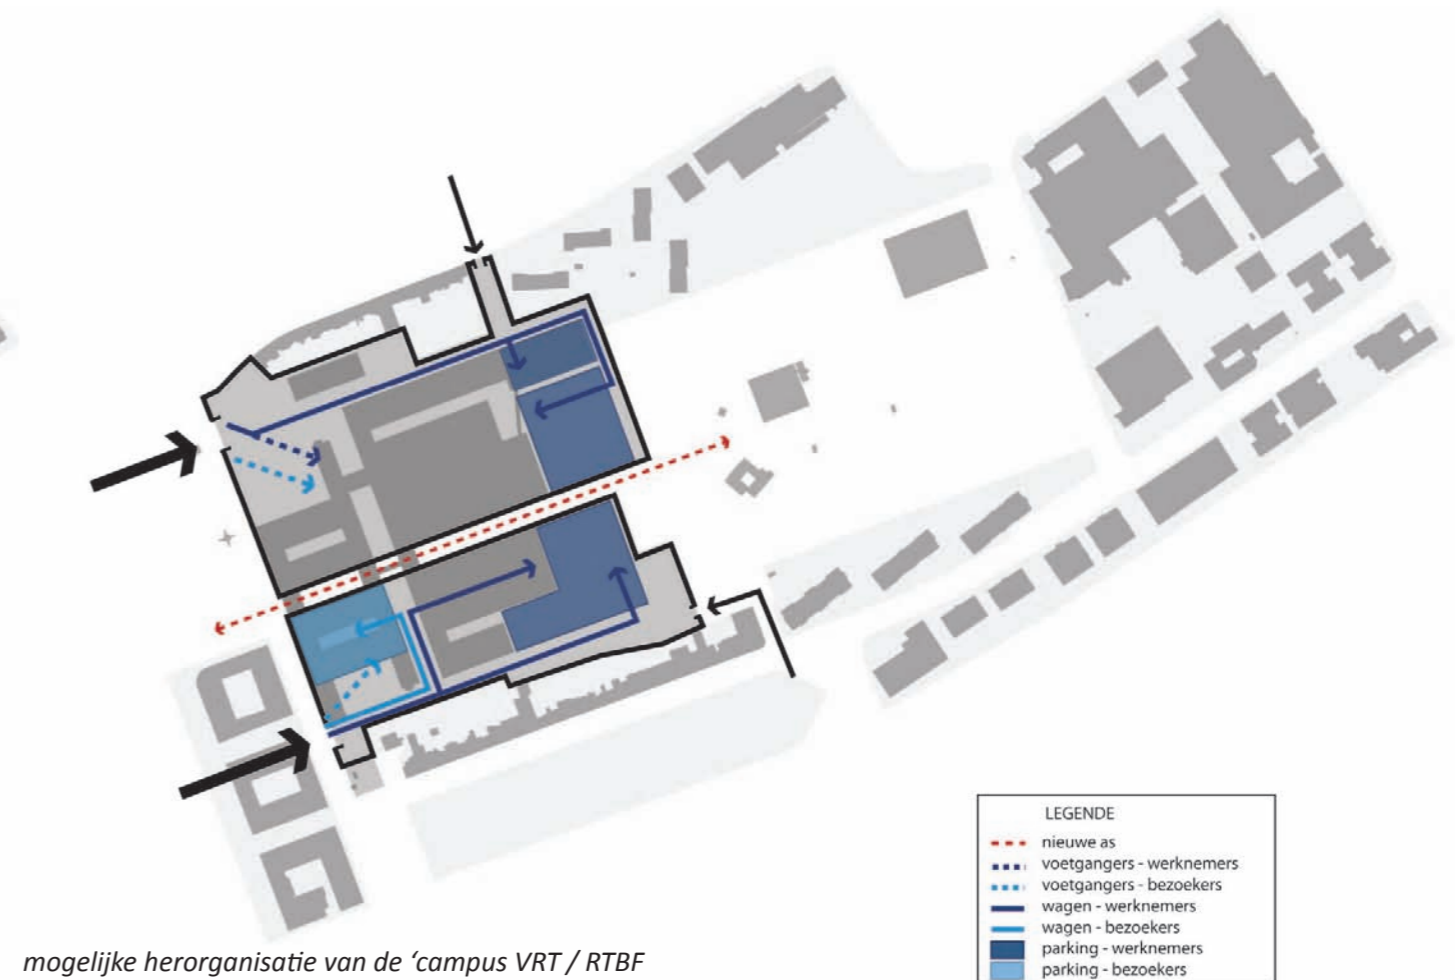 LEGENDE
nieuwe as
voetgangers - werknemers
voetgangers - bezoekers
wagen - werknemers
wagen - bezoekers
parking - werknemers
parking - bezoekers
mogelijke herorganisatie van de ‘campus VRT / RTBF